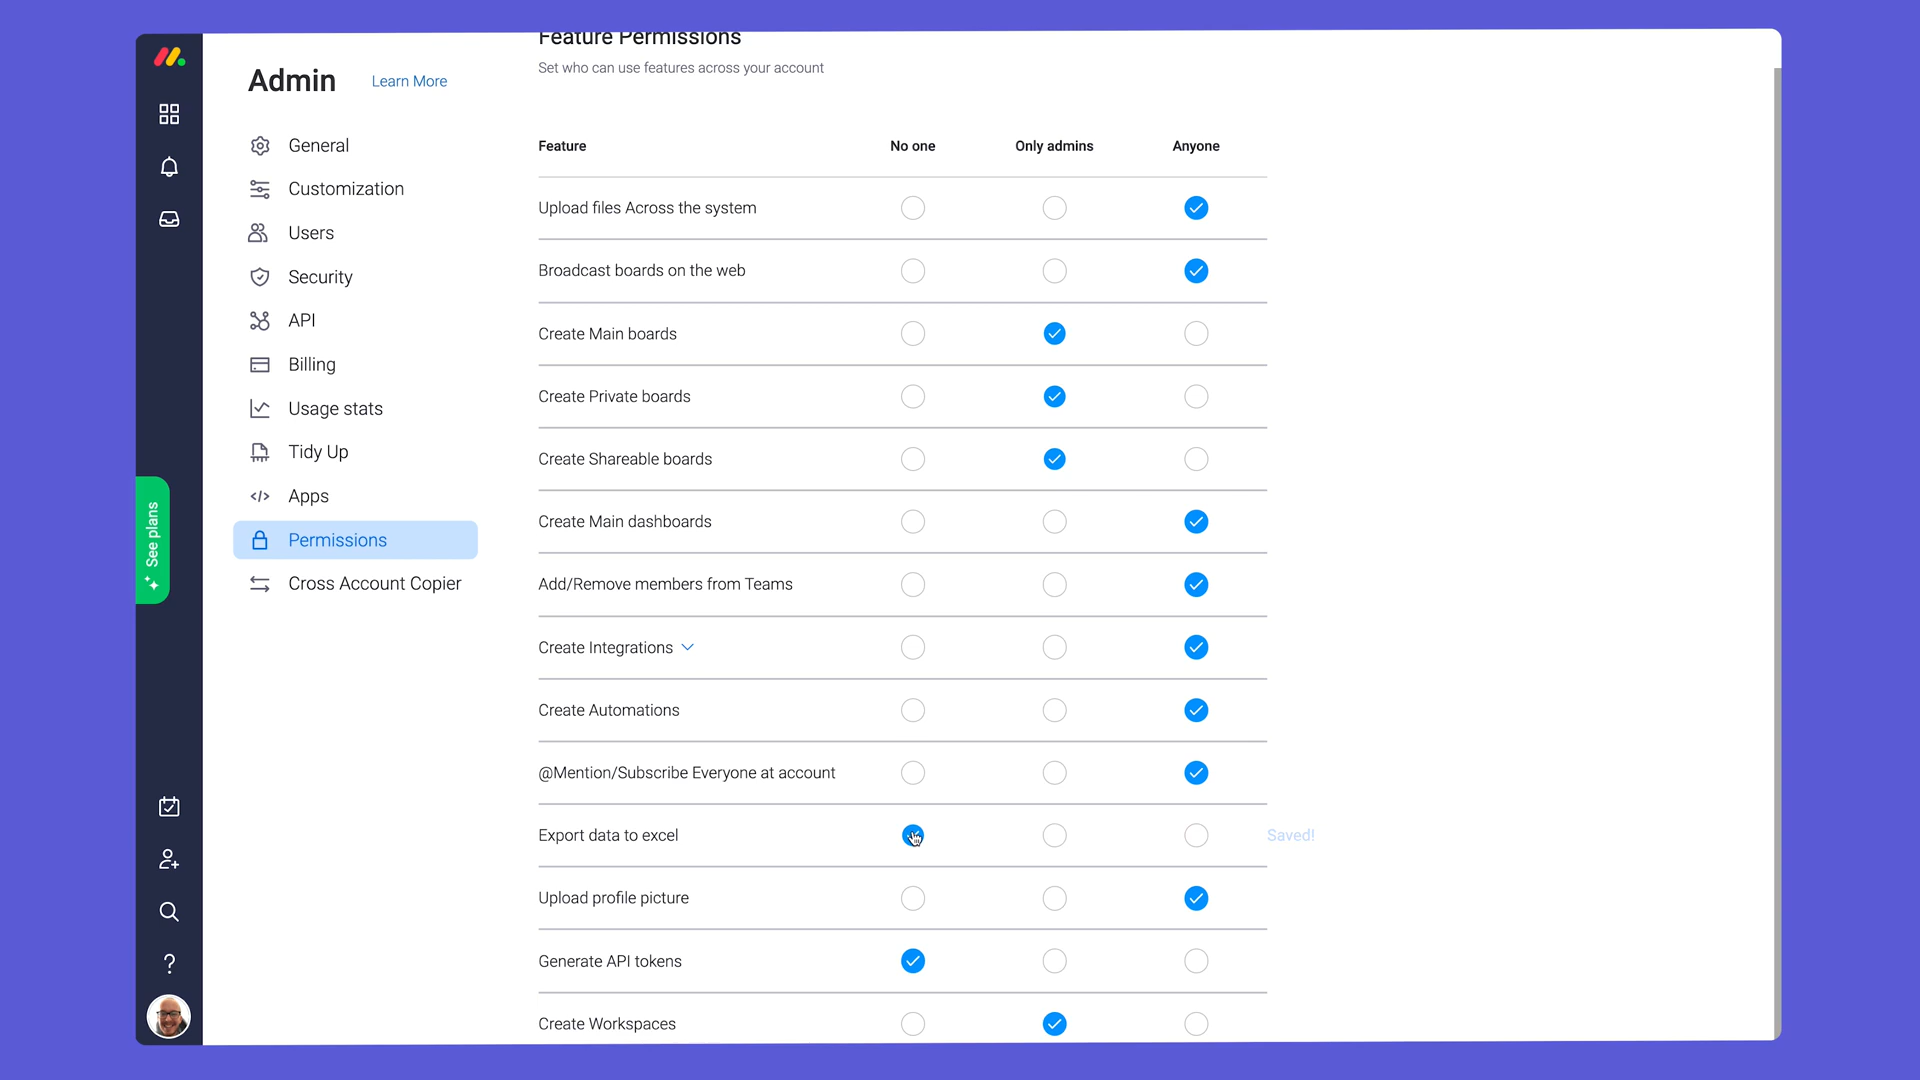 Feature Permissions
Set who can use features across your account
Admin
Learn More
General
Customization
Users
Security
API
Billing
Usage stats
Tidy Up
Apps
Permissions
Cross Account Copier
See plans
Feature No one Only admins Anyone
Upload files Across the system
Broadcast boards on the web
Create Main boards
Create Private boards
Create Shareable boards
Create Main dashboards
Add/Remove members from Teams
Create Integrations
Create Automations
@Mention/Subscribe Everyone at account
Export data to excel Saved!
Upload profile picture
Generate API tokens
Create Workspaces